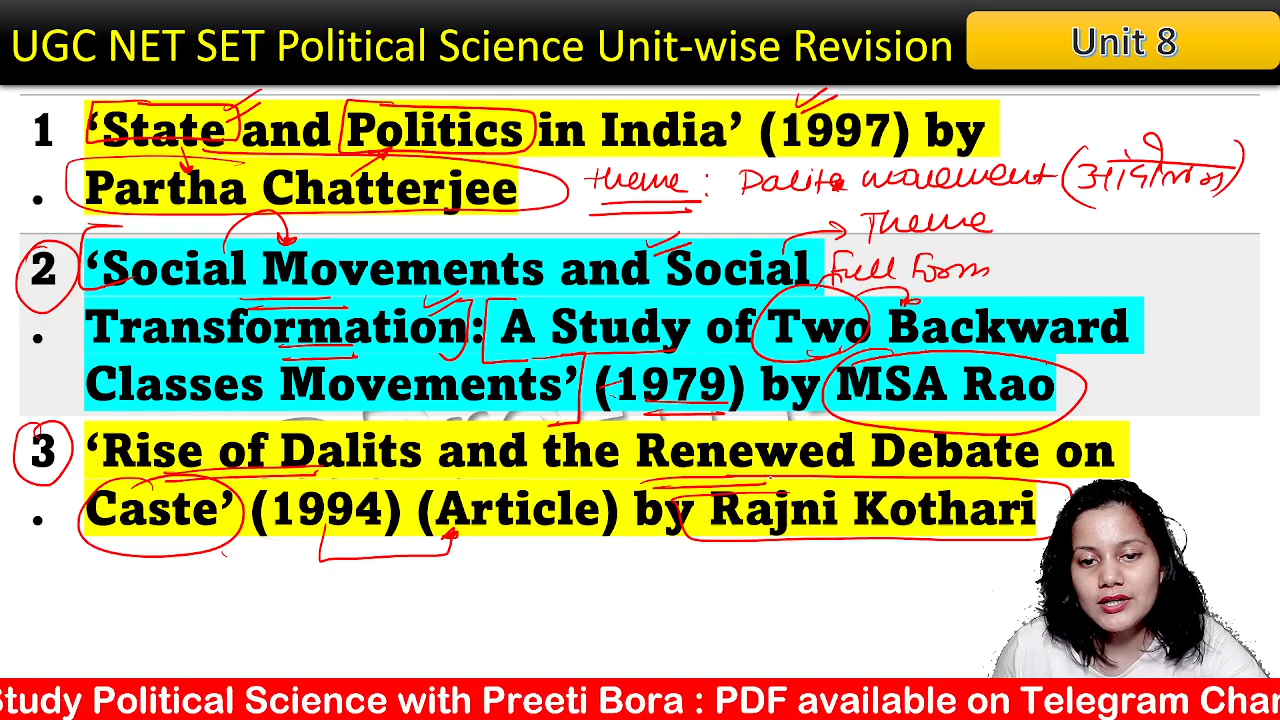 UGC NET SET Political Science Unit-wise Revision
Unit 8
1 ‘State and Politics in India’ (1997) by
. Partha Chatterjee
Theme : Dalits movement (आंदोलन)
Theme
2 ‘Social Movements and Social
Full Form
. Transformation: A Study of Two Backward
Classes Movements’ (1979) by MSA Rao
3 ‘Rise of Dalits and the Renewed Debate on
. Caste’ (1994) (Article) by Rajni Kothari
Study Political Science with Preeti Bora : PDF available on Telegram Chan